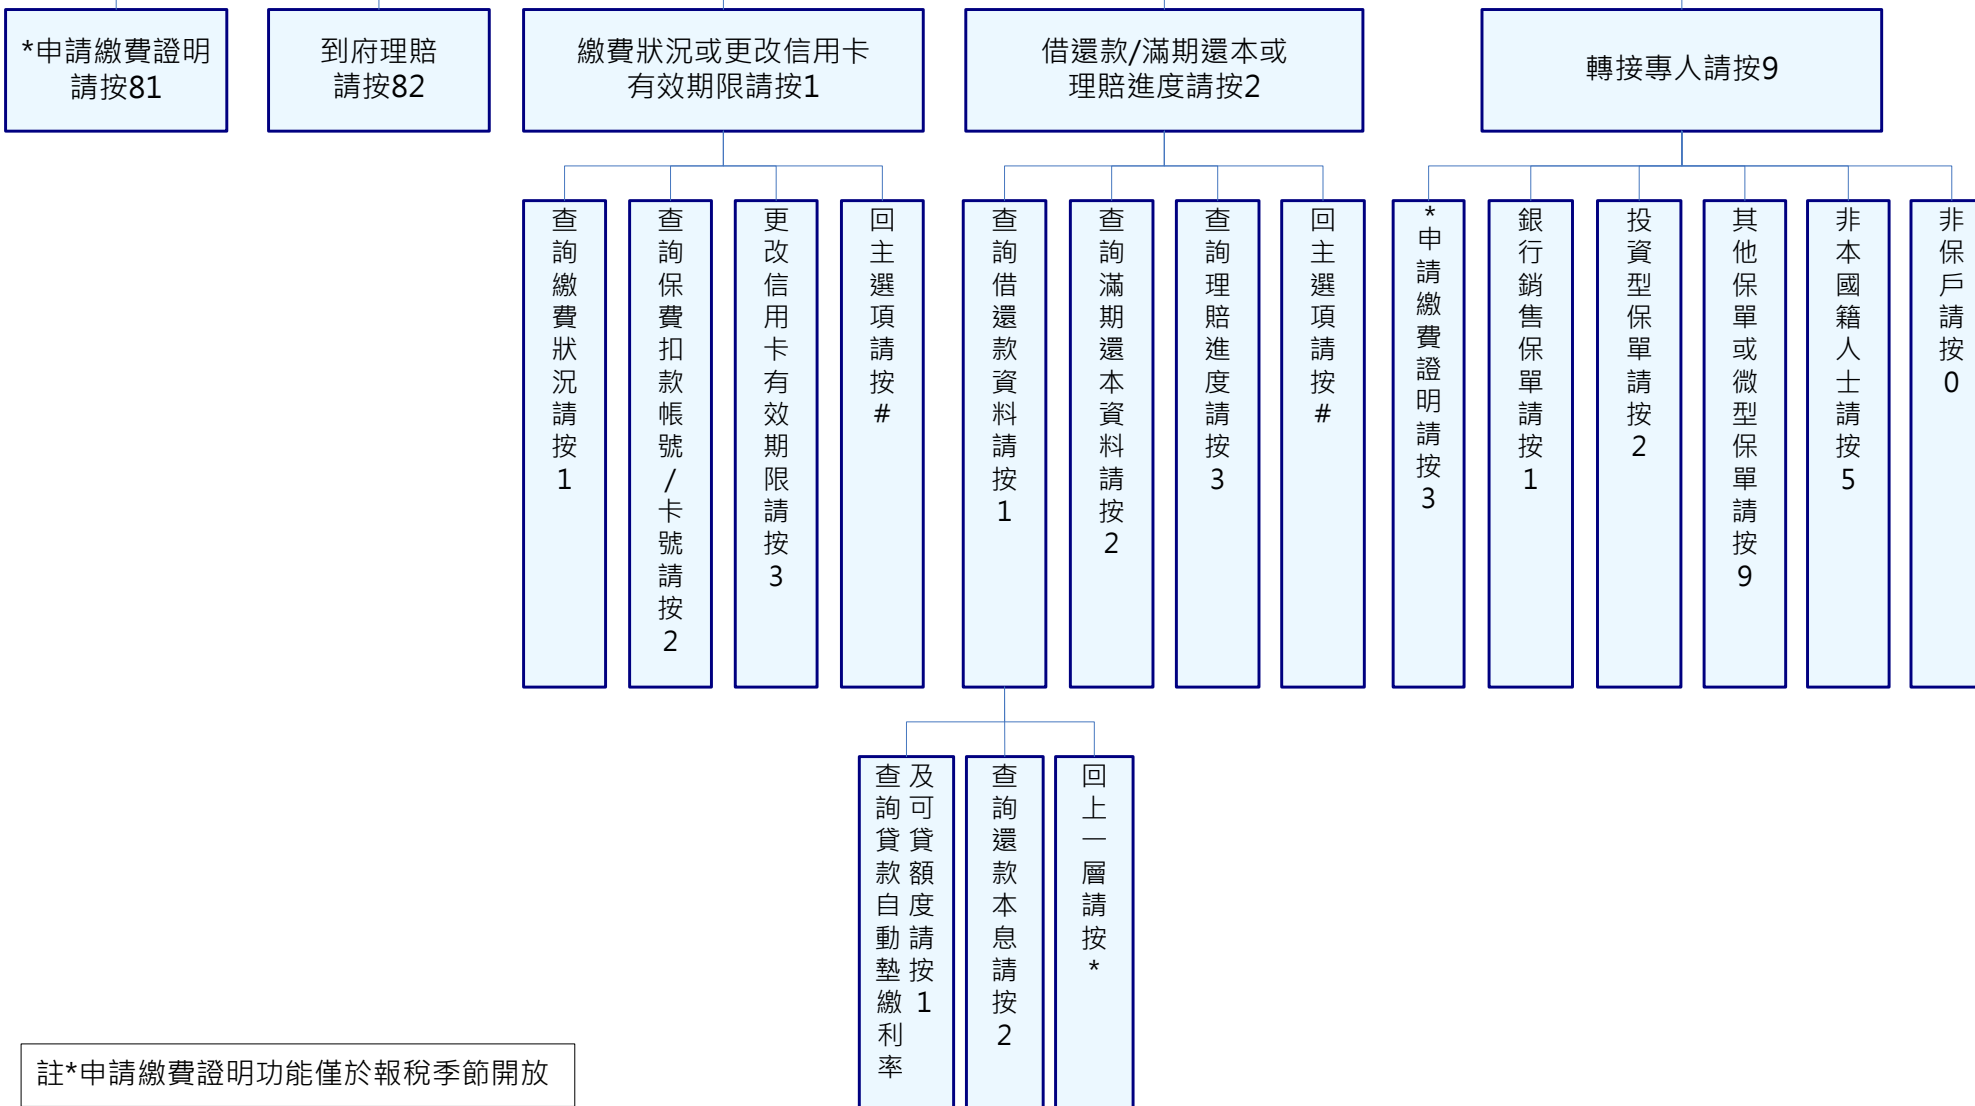 *申請繳費證明
請按81
到府理賠
請按82
繳費狀況或更改信用卡
有效期限請按1
借還款/滿期還本或
理賠進度請按2
轉接專人請按9
查詢繳費狀況請按1
查詢保費扣款帳號/卡號請按2
更改信用卡有效期限請按3
回主選項請按#
查詢借還款資料請按1
查詢滿期還本資料請按2
查詢理賠進度請按3
回主選項請按#
*申請繳費證明請按3
銀行銷售保單請按1
投資型保單請按2
其他保單或微型保單請按9
非本國籍人士請按5
非保戶請按0
查詢貸款自動墊繳利率
及可貸額度請按1
查詢還款本息請按2
回上一層請按*
註*申請繳費證明功能僅於報稅季節開放